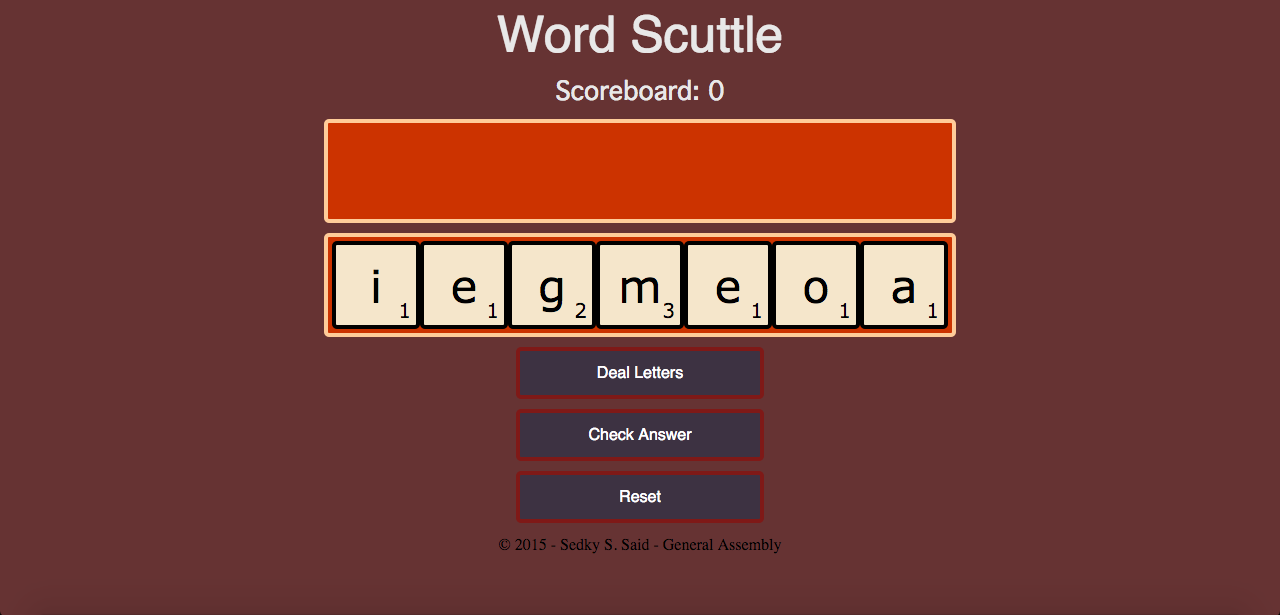 Word Scuttle
Scoreboard: 0
i 1 e 1 g 2 m 3 e 1 o 1 a 1
Deal Letters
Check Answer
Reset
© 2015 - Sedky S. Said - General Assembly